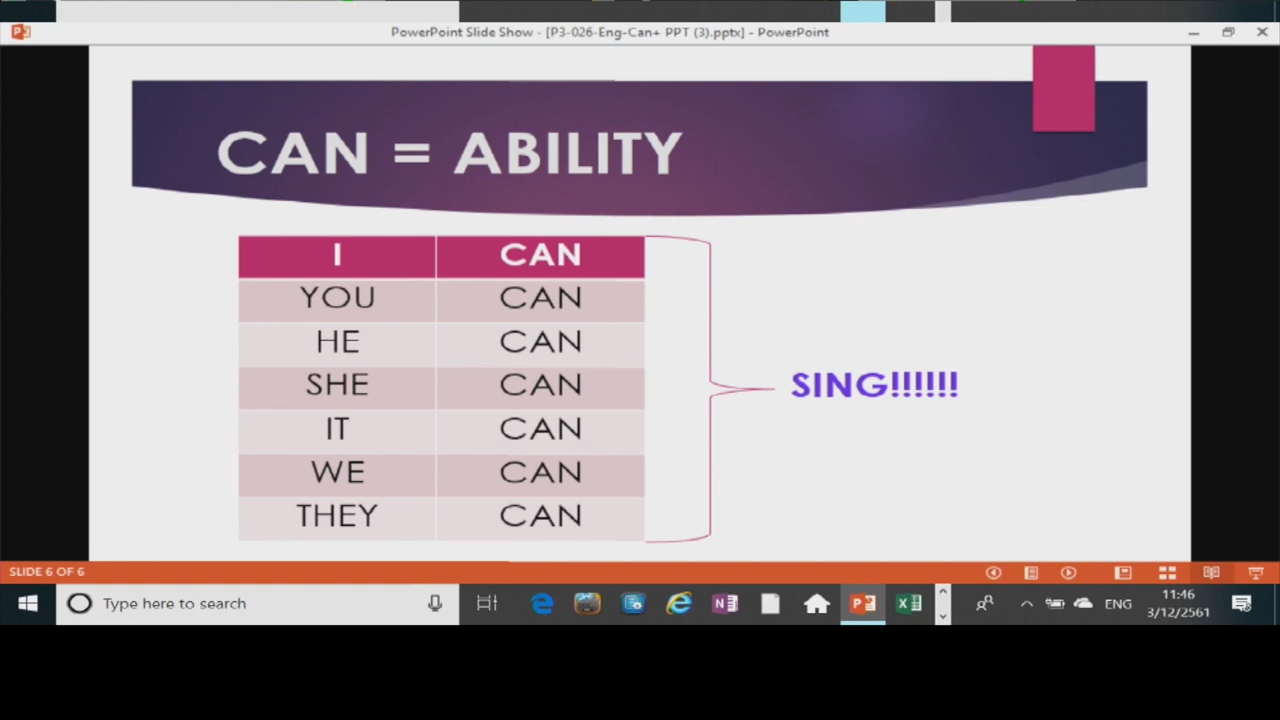 PowerPoint Slide Show - [P3-026-Eng-Can+ PPT (3).pptx] - PowerPoint
CAN = ABILITY
I CAN
YOU CAN
HE CAN
SHE CAN
IT CAN
WE CAN
THEY CAN
SING!!!!!!
SLIDE 6 OF 6
Type here to search
ENG
11:46
3/12/2561